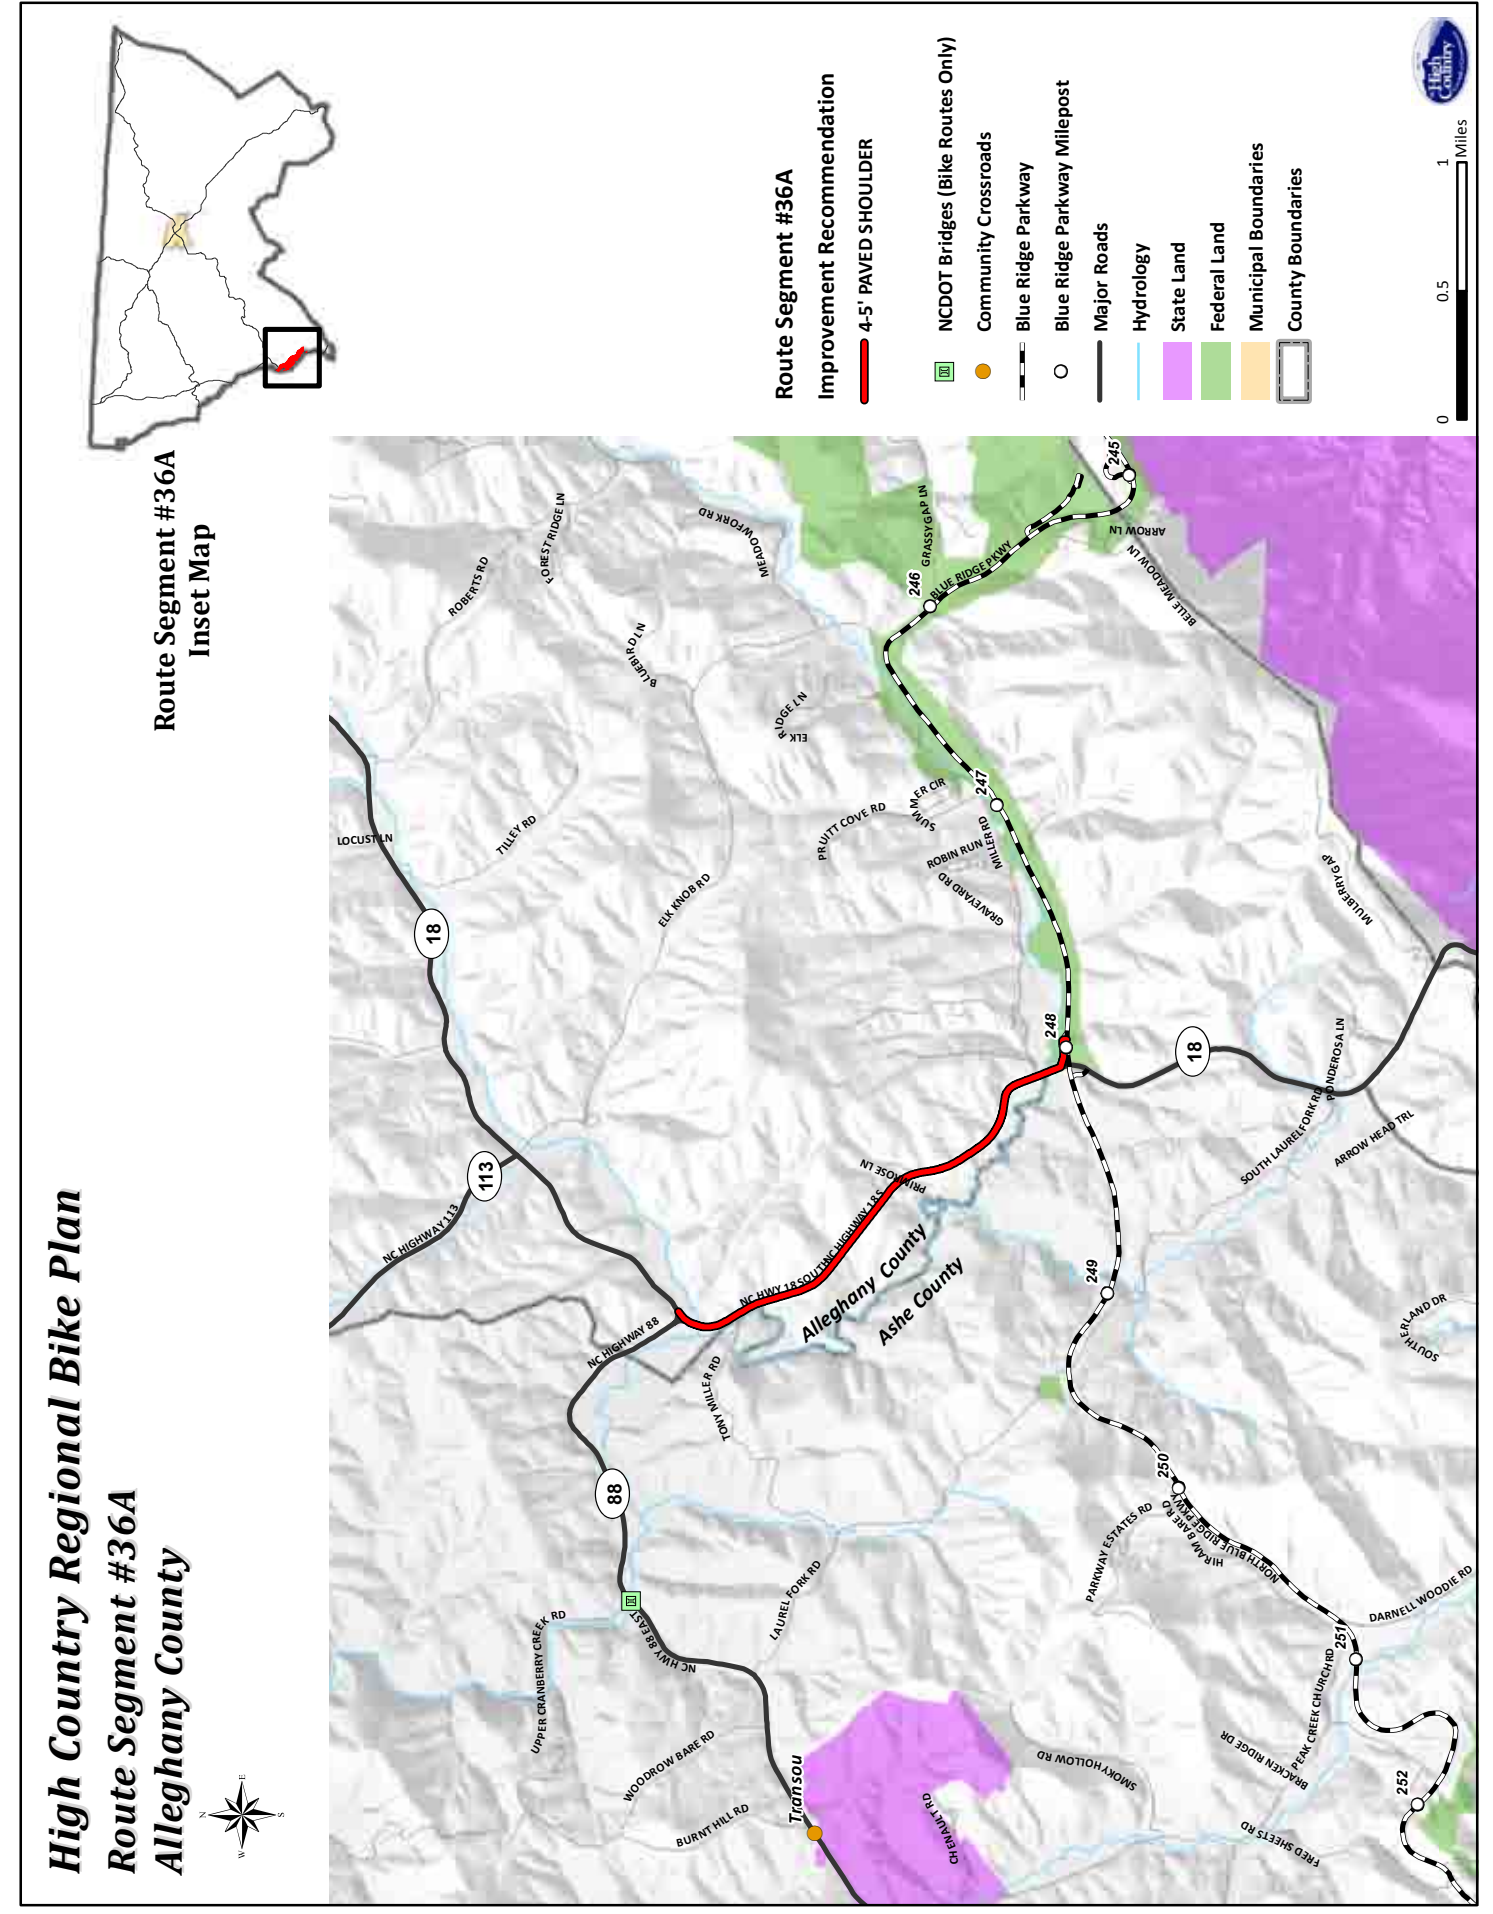 High Country Regional Bike Plan
Route Segment #36A
Alleghany County
N
E
S
W
Route Segment #36A
Inset Map
LOCUST LN
18
TILLEY RD
ROBERTS RD
FOREST RIDGE LN
BLUEBIRD LN
MEADOWFORK RD
ELK RIDGE LN
ELK KNOB RD
PRUITT COVE RD
SUMMER CIR
ROBIN RUN
MILLER RD
GRAVEYARD RD
GRASSY GAP LN
BLUE RIDGE PKWY
ARROW LN
BELLE MEADOW LN
MULBERRY GAP
245
246
247
248
249
250
251
252
113
NC HIGHWAY 113
NC HIGHWAY 88
88
NC HWY 18 SOUTH
NC HIGHWAY 18 S
PRIMROSE LN
Alleghany County
Ashe County
TONY MILLER RD
18
PONDEROSA LN
SOUTH LAUREL FORK RD
ARROW HEAD TRL
SOUTHERLAND DR
UPPER CRANBERRY CREEK RD
NC HWY 88 EAST
LAUREL FORK RD
WOODROW BARE RD
BURNT HILL RD
Transou
CHENAULT RD
SMOKY HOLLOW RD
PARKWAY ESTATES RD
HIRAM BARE RD
NORTH BLUE RIDGE PKWY
DARNELL WOODIE RD
PEAK CREEK CHURCH RD
BRACKEN RIDGE DR
FRED SHEETS RD
Route Segment #36A
Improvement Recommendation
4-5' PAVED SHOULDER
NCDOT Bridges (Bike Routes Only)
Community Crossroads
Blue Ridge Parkway
Blue Ridge Parkway Milepost
Major Roads
Hydrology
State Land
Federal Land
Municipal Boundaries
County Boundaries
0 0.5 1
Miles
High
Country